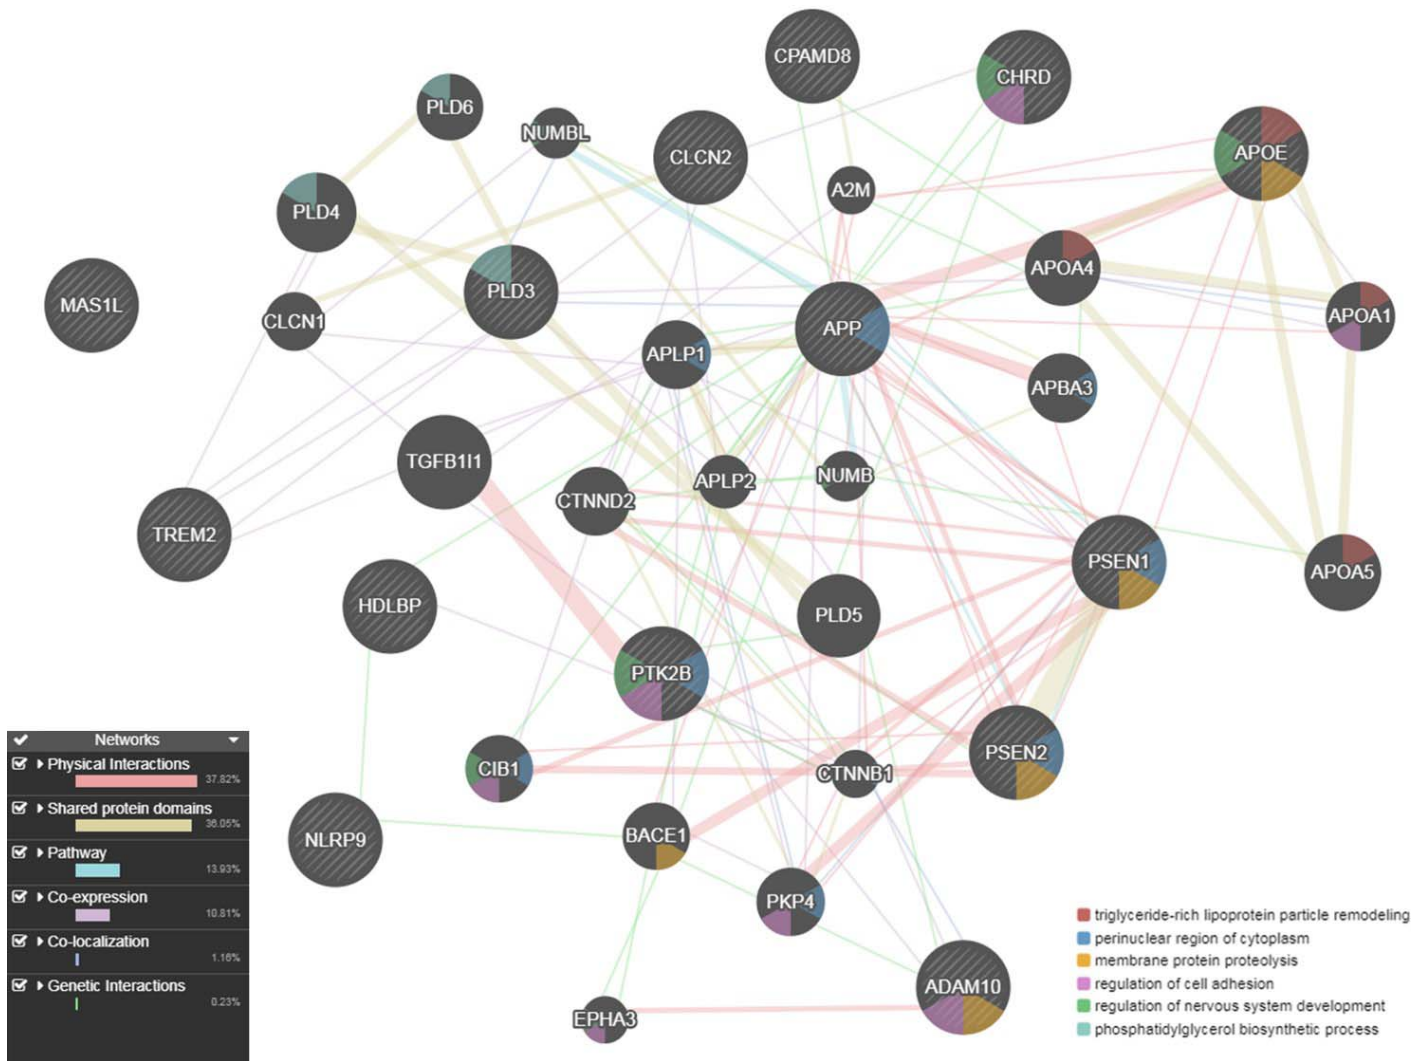 CPAMD8
CHRD
PLD6
NUMBL
CLCN2
APOE
A2M
PLD4
APOA4
PLD3
MAS1L
CLCN1
APP
APOA1
APLP1
APBA3
TGFB1I1
APLP2
NUMB
CTNND2
TREM2
PSEN1
APOA5
HDLBP
PLD5
PTK2B
PSEN2
CIB1
CTNNB1
NLRP9
BACE1
PKP4
ADAM10
EPHA3
Networks
Physical Interactions
37.82%
Shared protein domains
36.05%
Pathway
13.93%
Co-expression
10.81%
Co-localization
1.16%
Genetic Interactions
0.23%
triglyceride-rich lipoprotein particle remodeling
perinuclear region of cytoplasm
membrane protein proteolysis
regulation of cell adhesion
regulation of nervous system development
phosphatidylglycerol biosynthetic process